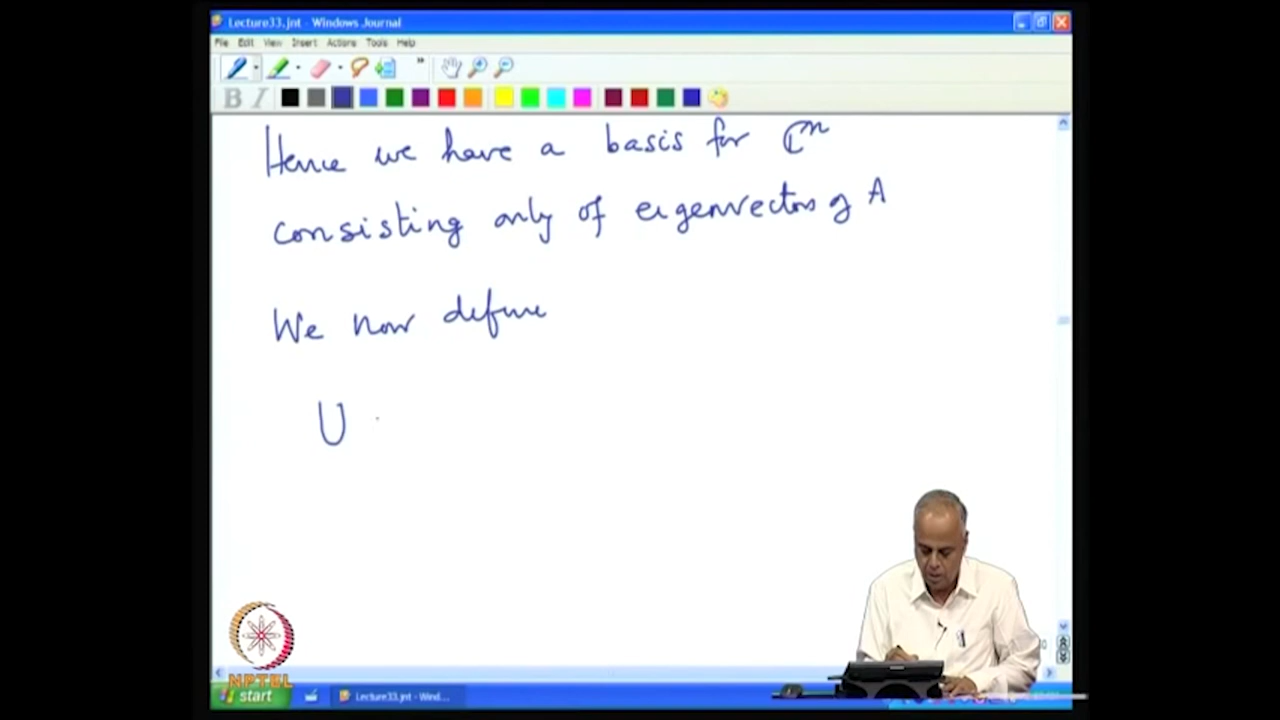 Lecture33.jnt - Windows Journal
File Edit View Insert Actions Tools Help
B I
Hence we have a basis for ℂⁿ
consisting only of eigenvectors of A
We now define
U
NPTEL
start
Lecture33.jnt - Wind...